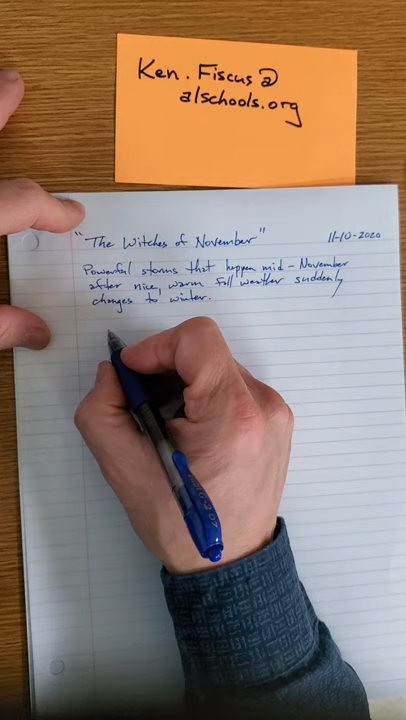 Ken.Fiscus@
alschools.org
"The Witches of November" 11-10-2020
Powerful storms that happen mid-November
after nice, warm fall weather suddenly
changes to winter.